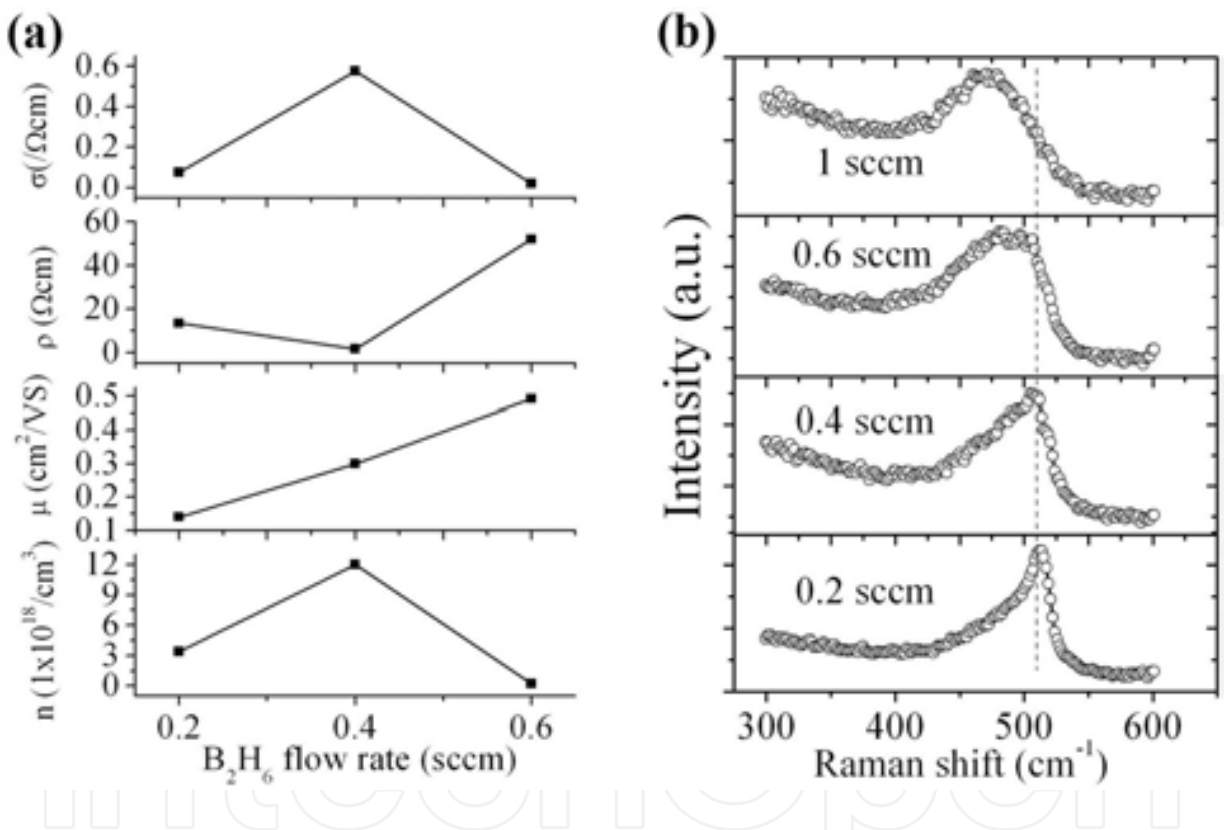 (a)
0.6
0.4
0.2
0.0
σ(/Ωcm)
60
40
20
0
ρ (Ωcm)
0.5
0.4
0.3
0.2
0.1
μ (cm²/VS)
12
9
6
3
0
n (1x10¹⁸/cm³)
0.2 0.4 0.6
B₂H₆ flow rate (sccm)
(b)
1 sccm
0.6 sccm
0.4 sccm
0.2 sccm
Intensity (a.u.)
300 400 500 600
Raman shift (cm⁻¹)
intechopen